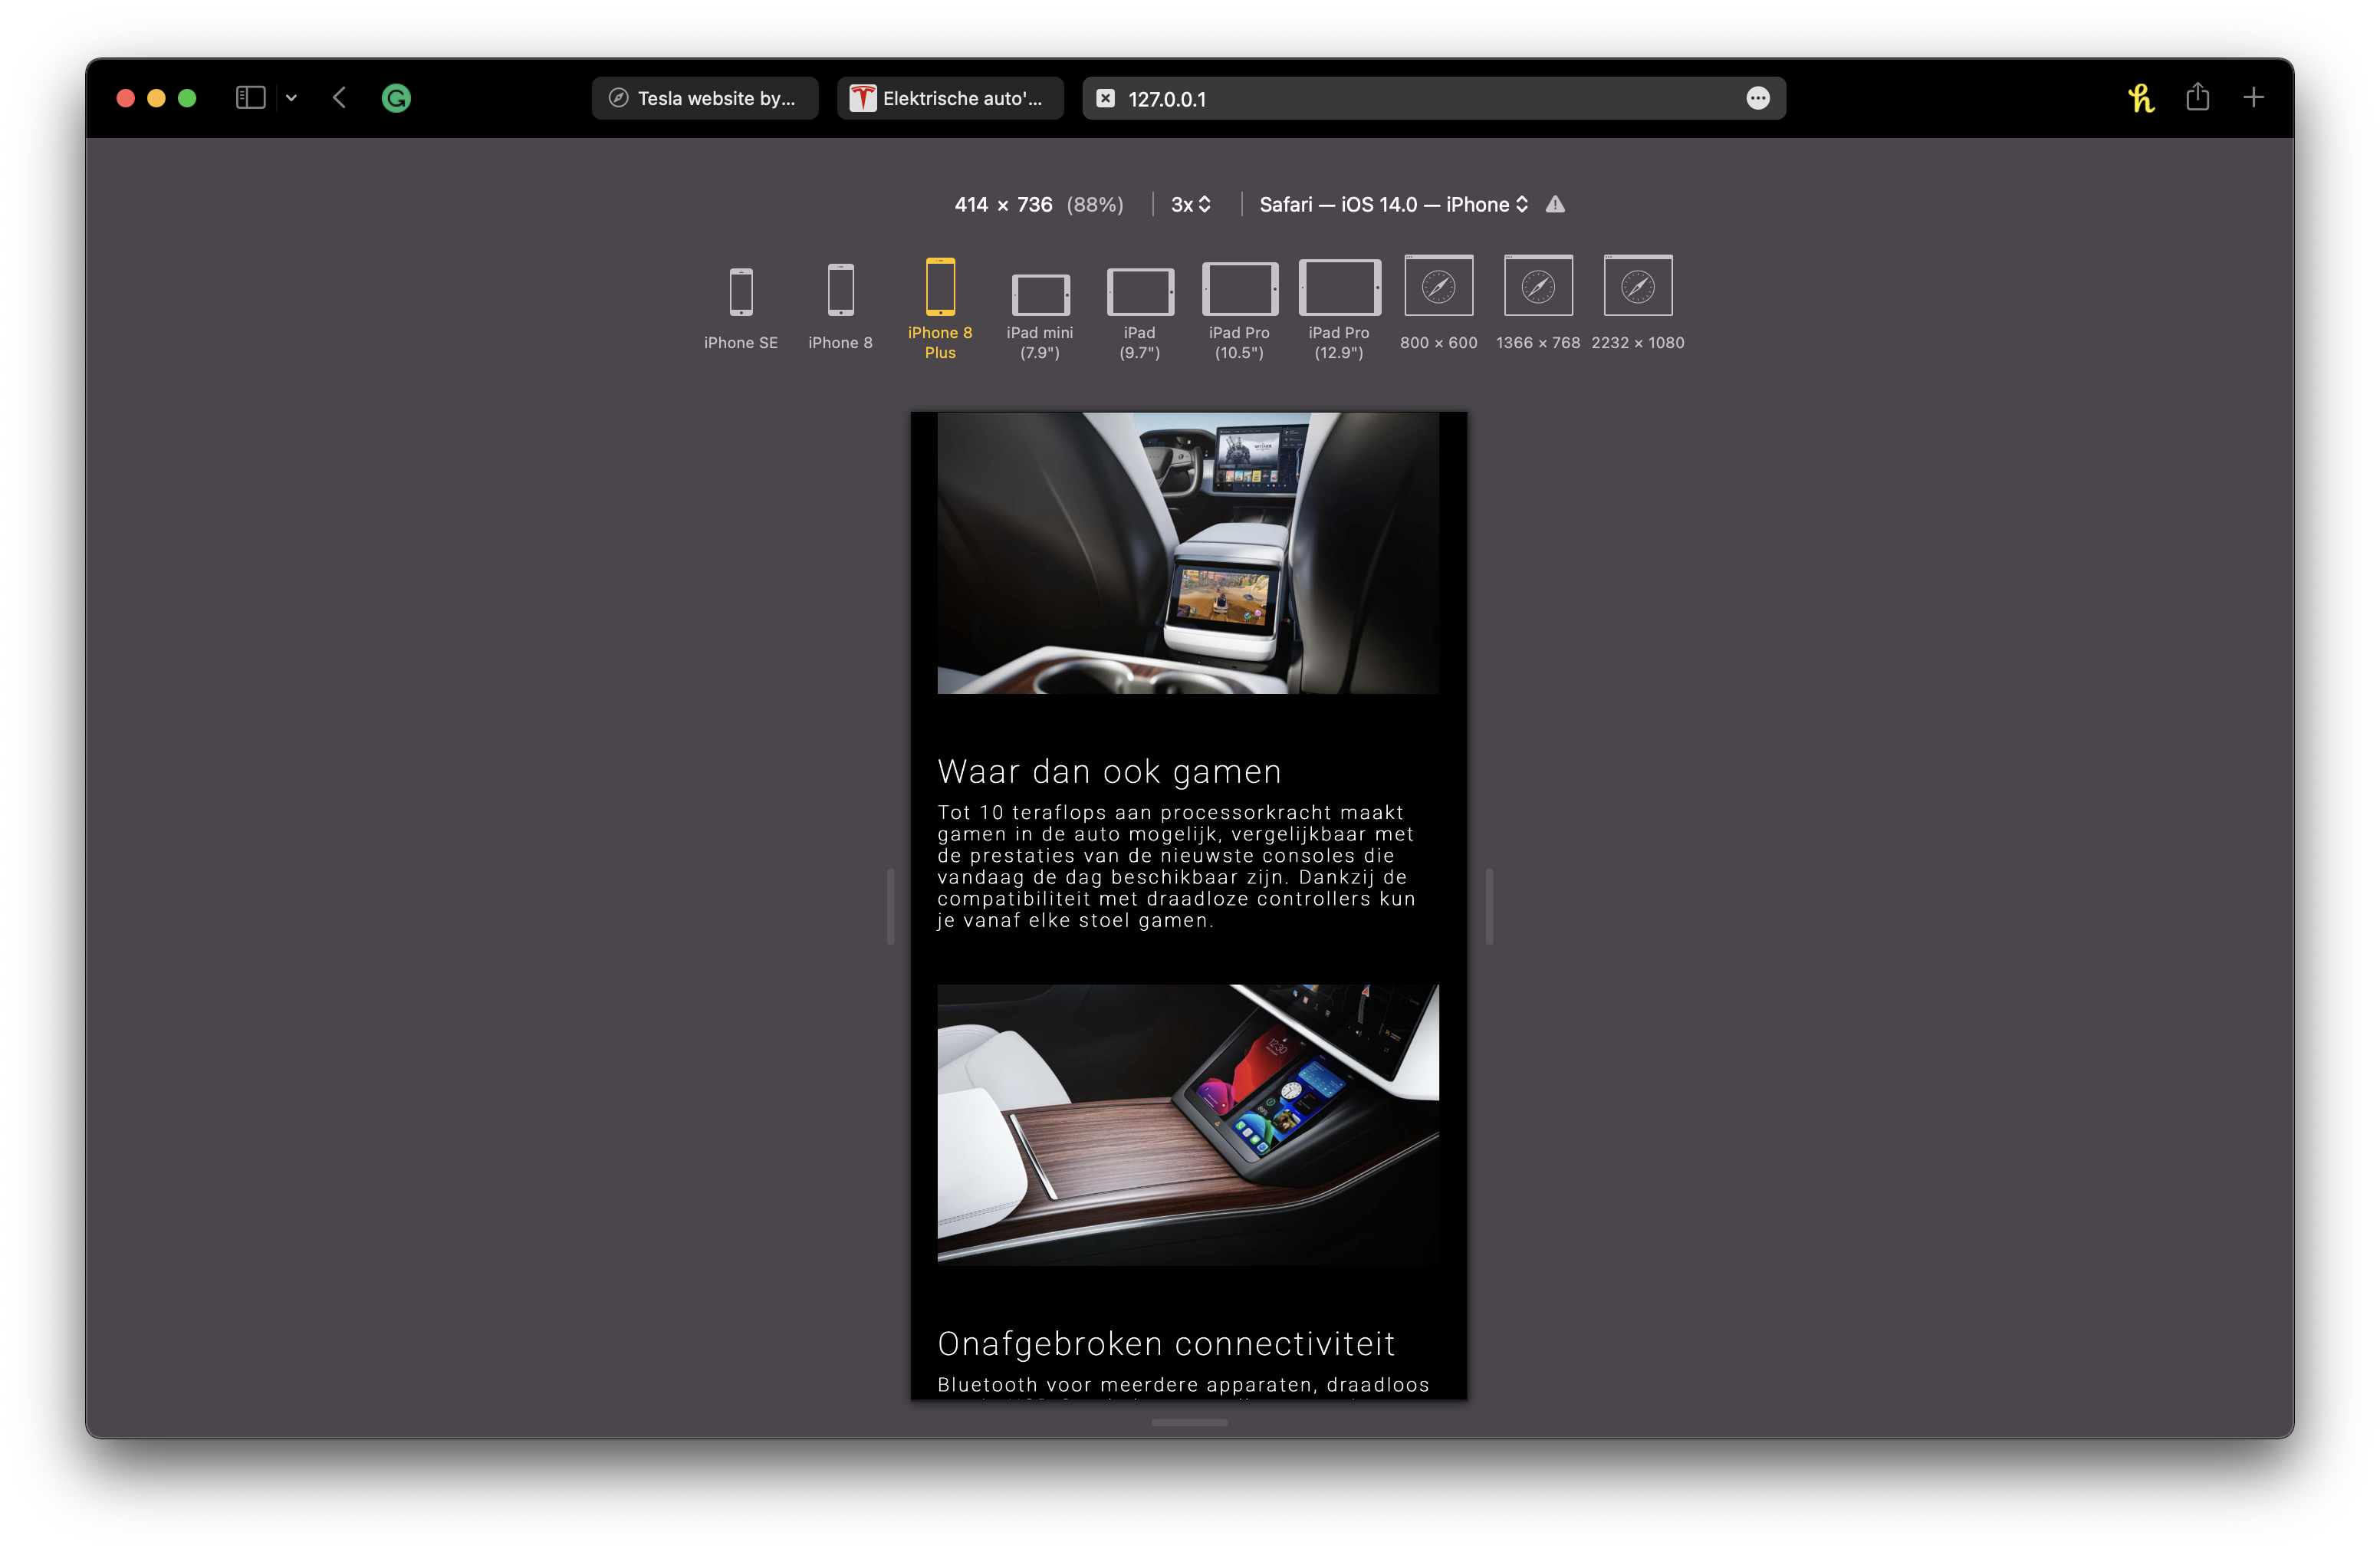 Tesla website by...
Elektrische auto'...
127.0.0.1
414 × 736 (88%)
3x
Safari — iOS 14.0 — iPhone
iPhone SE
iPhone 8
iPhone 8
Plus
iPad mini
(7.9")
iPad
(9.7")
iPad Pro
(10.5")
iPad Pro
(12.9")
800 × 600
1366 × 768
2232 × 1080
Waar dan ook gamen
Tot 10 teraflops aan processorkracht maakt
gamen in de auto mogelijk, vergelijkbaar met
de prestaties van de nieuwste consoles die
vandaag de dag beschikbaar zijn. Dankzij de
compatibiliteit met draadloze controllers kun
je vanaf elke stoel gamen.
12:30
Onafgebroken connectiviteit
Bluetooth voor meerdere apparaten, draadloos